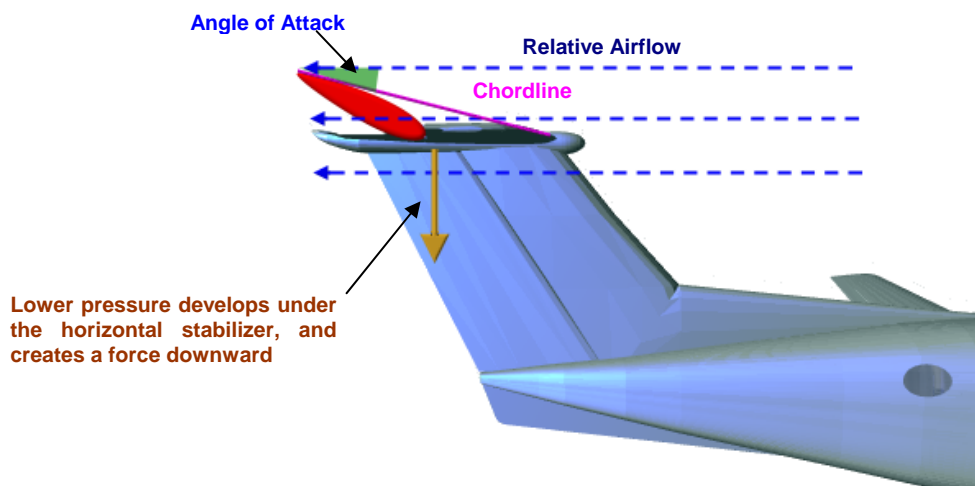 Angle of Attack
Relative Airflow
Chordline
Lower pressure develops under
the horizontal stabilizer, and
creates a force downward